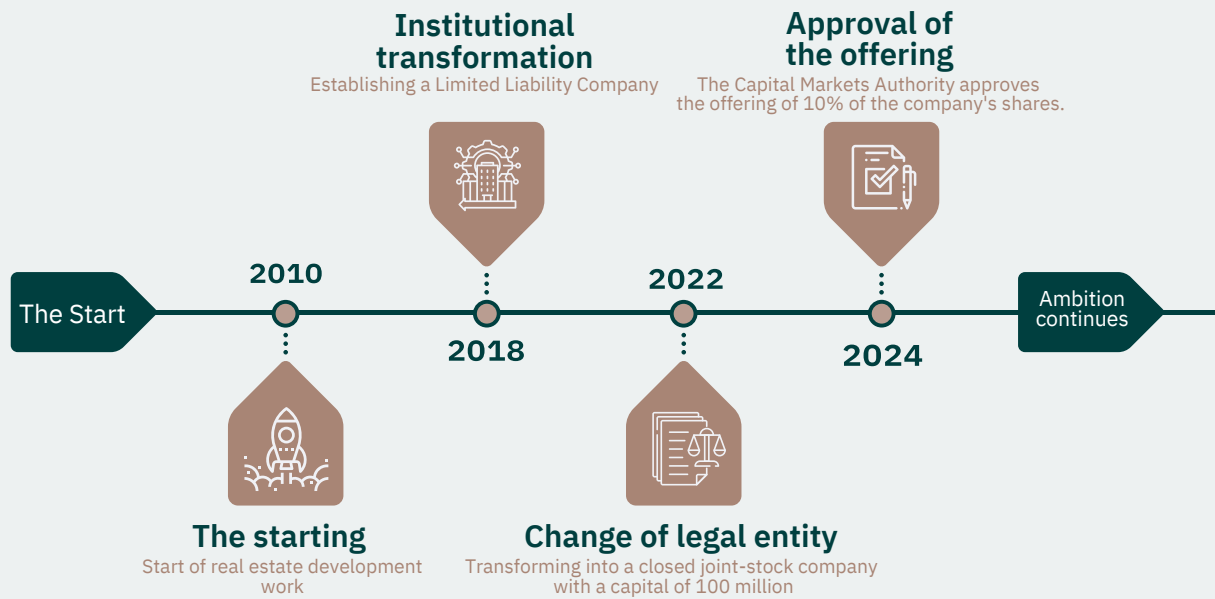 Institutional
transformation
Establishing a Limited Liability Company
Approval of
the offering
The Capital Markets Authority approves
the offering of 10% of the company's shares.
The Start
2010
2018
2022
2024
Ambition
continues
The starting
Start of real estate development
work
Change of legal entity
Transforming into a closed joint-stock company
with a capital of 100 million